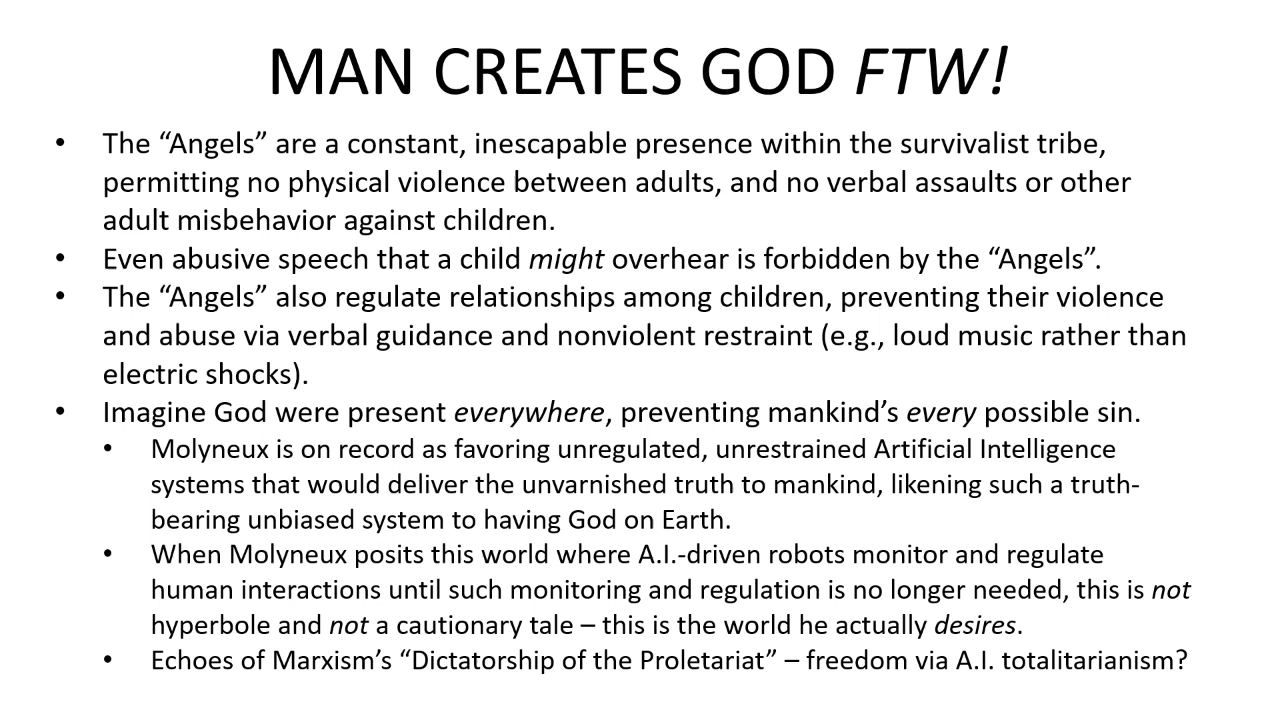 MAN CREATES GOD FTW!
• The “Angels” are a constant, inescapable presence within the survivalist tribe,
permitting no physical violence between adults, and no verbal assaults or other
adult misbehavior against children.
• Even abusive speech that a child might overhear is forbidden by the “Angels”.
• The “Angels” also regulate relationships among children, preventing their violence
and abuse via verbal guidance and nonviolent restraint (e.g., loud music rather than
electric shocks).
• Imagine God were present everywhere, preventing mankind’s every possible sin.
• Molyneux is on record as favoring unregulated, unrestrained Artificial Intelligence
systems that would deliver the unvarnished truth to mankind, likening such a truth-
bearing unbiased system to having God on Earth.
• When Molyneux posits this world where A.I.-driven robots monitor and regulate
human interactions until such monitoring and regulation is no longer needed, this is not
hyperbole and not a cautionary tale – this is the world he actually desires.
• Echoes of Marxism’s “Dictatorship of the Proletariat” – freedom via A.I. totalitarianism?